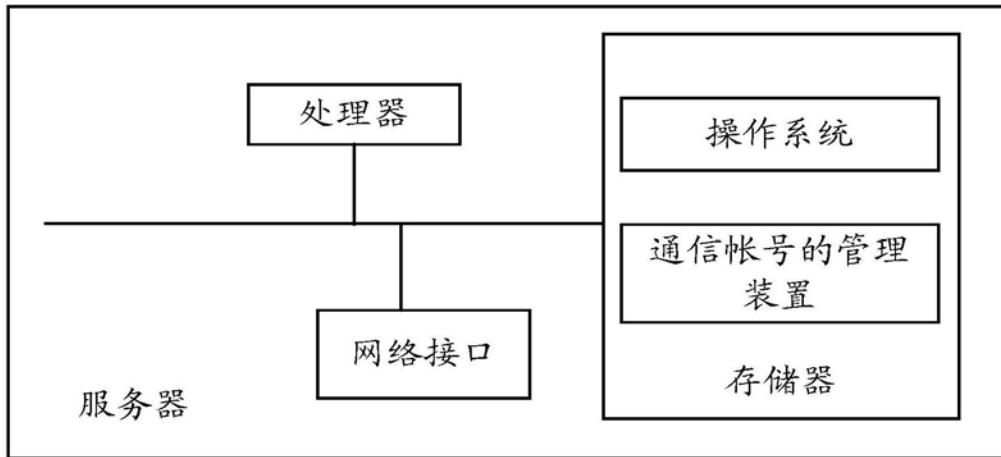 处理器
操作系统
通信帐号的管理
装置
网络接口
存储器
服务器